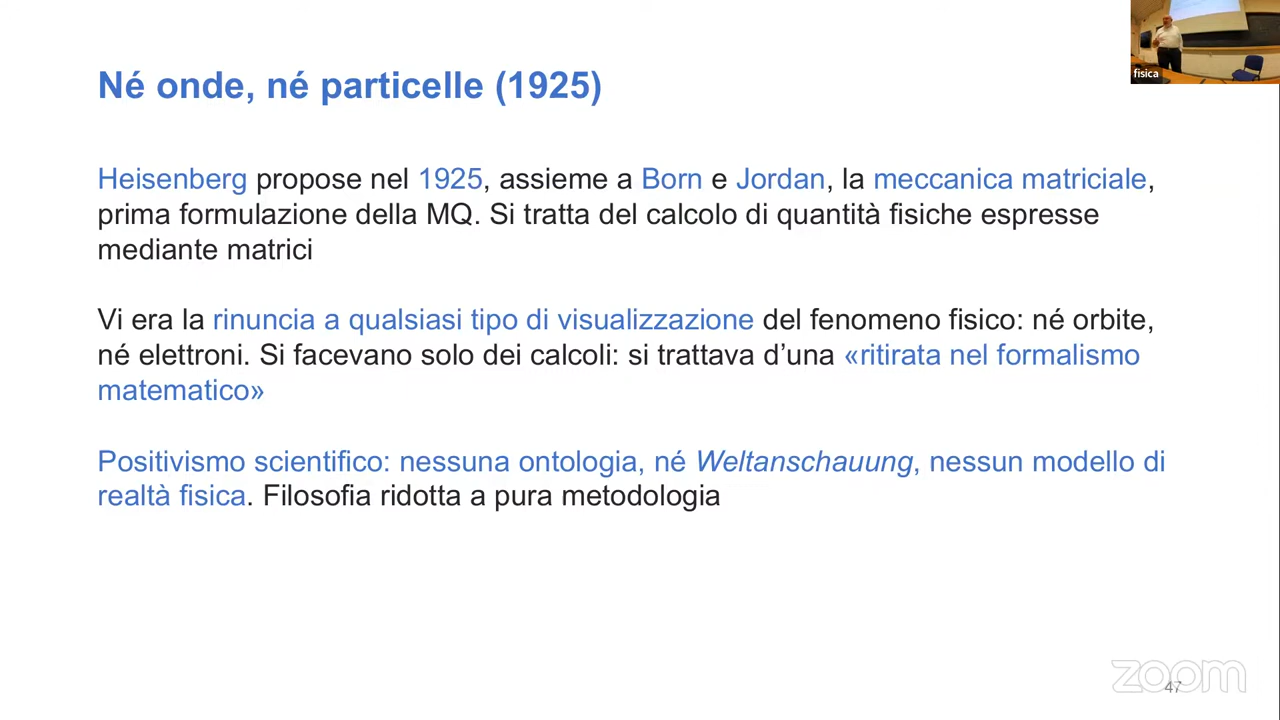 Né onde, né particelle (1925)
fisica
Heisenberg propose nel 1925, assieme a Born e Jordan, la meccanica matriciale,
prima formulazione della MQ. Si tratta del calcolo di quantità fisiche espresse
mediante matrici
Vi era la rinuncia a qualsiasi tipo di visualizzazione del fenomeno fisico: né orbite,
né elettroni. Si facevano solo dei calcoli: si trattava d’una «ritirata nel formalismo
matematico»
Positivismo scientifico: nessuna ontologia, né Weltanschauung, nessun modello di
realtà fisica. Filosofia ridotta a pura metodologia
zoom
47